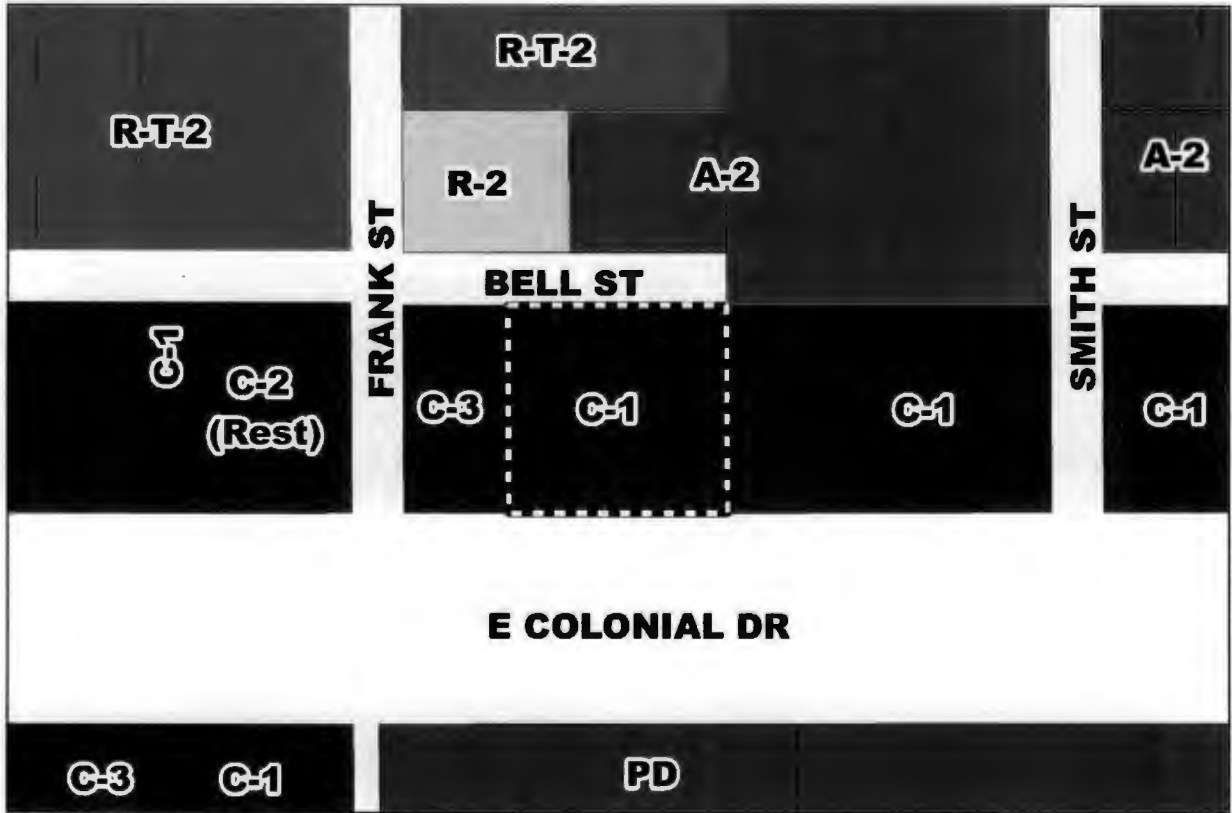 R-T-2
R-T-2
R-2
A-2
A-2
FRANK ST
SMITH ST
BELL ST
C-1
C-2
(Rest)
C-3
C-1
C-1
C-1
E COLONIAL DR
C-3
C-1
PD